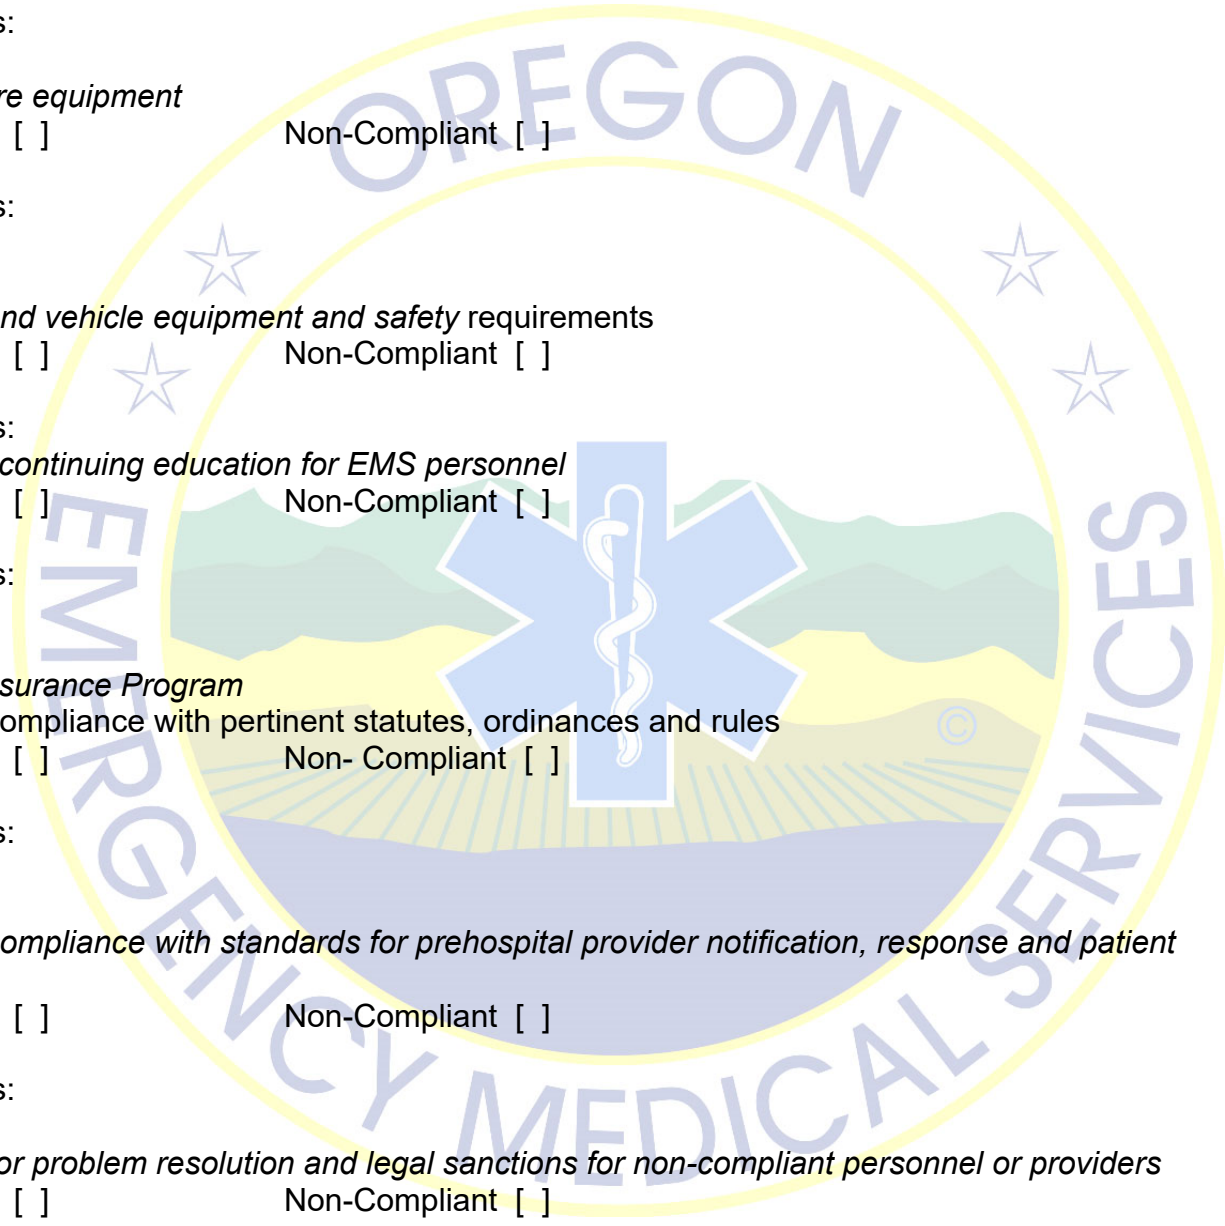 s:
re equipment
[ ] Non-Compliant [ ]
s:
nd vehicle equipment and safety requirements
[ ] Non-Compliant [ ]
s:
continuing education for EMS personnel
[ ] Non-Compliant [ ]
s:
surance Program
ompliance with pertinent statutes, ordinances and rules
[ ] Non- Compliant [ ]
s:
ompliance with standards for prehospital provider notification, response and patient
[ ] Non-Compliant [ ]
s:
or problem resolution and legal sanctions for non-compliant personnel or providers
[ ] Non-Compliant [ ]
OREGON
EMERGENCY MEDICAL SERVICES
©